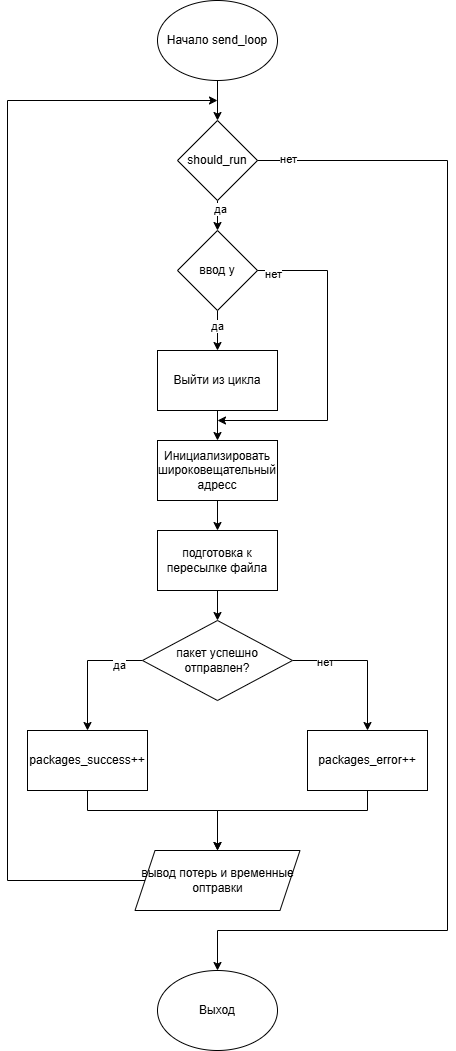 Начало send_loop
should_run
нет
да
ввод y
нет
да
Выйти из цикла
Инициализировать
широковещательный
адресс
подготовка к
пересылке файла
пакет успешно
отправлен?
да
нет
packages_success++
packages_error++
вывод потерь и временные
оптравки
Выход